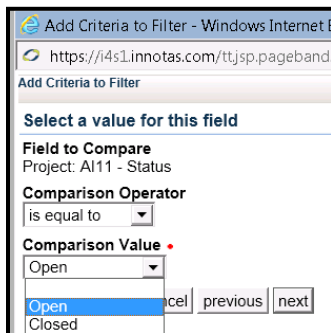 Add Criteria to Filter - Windows Internet
https://i4s1.innotas.com/tt.jsp.pageband
Add Criteria to Filter
Select a value for this field
Field to Compare
Project: AI11 - Status
Comparison Operator
is equal to
Comparison Value •
Open
previous next
Open
Closed